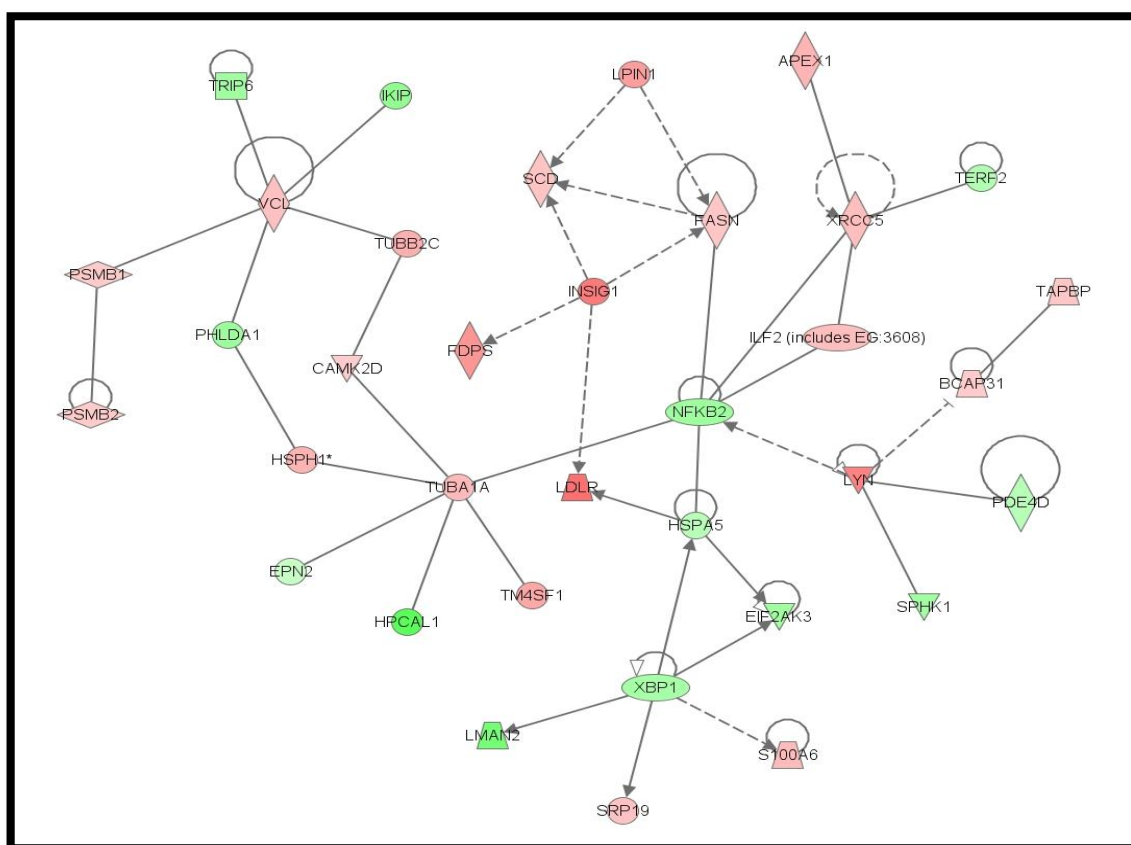 APEX1
LPIN1
TRIP6
IKIP
SCD
TERF2
VCL
FASN
XRCC5
TUBB2C
PSMB1
INSIG1
TAPBP
PHLDA1
ILF2 (includes EG:3608)
FDPS
CAMK2D
BCAP31
PSMB2
NFKB2
HSPH1*
TUBA1A
LDLR
LYN
PDE4D
HSPA5
EPN2
TM4SF1
SPHK1
HPCAL1
EIF2AK3
XBP1
LMAN2
S100A6
SRP19